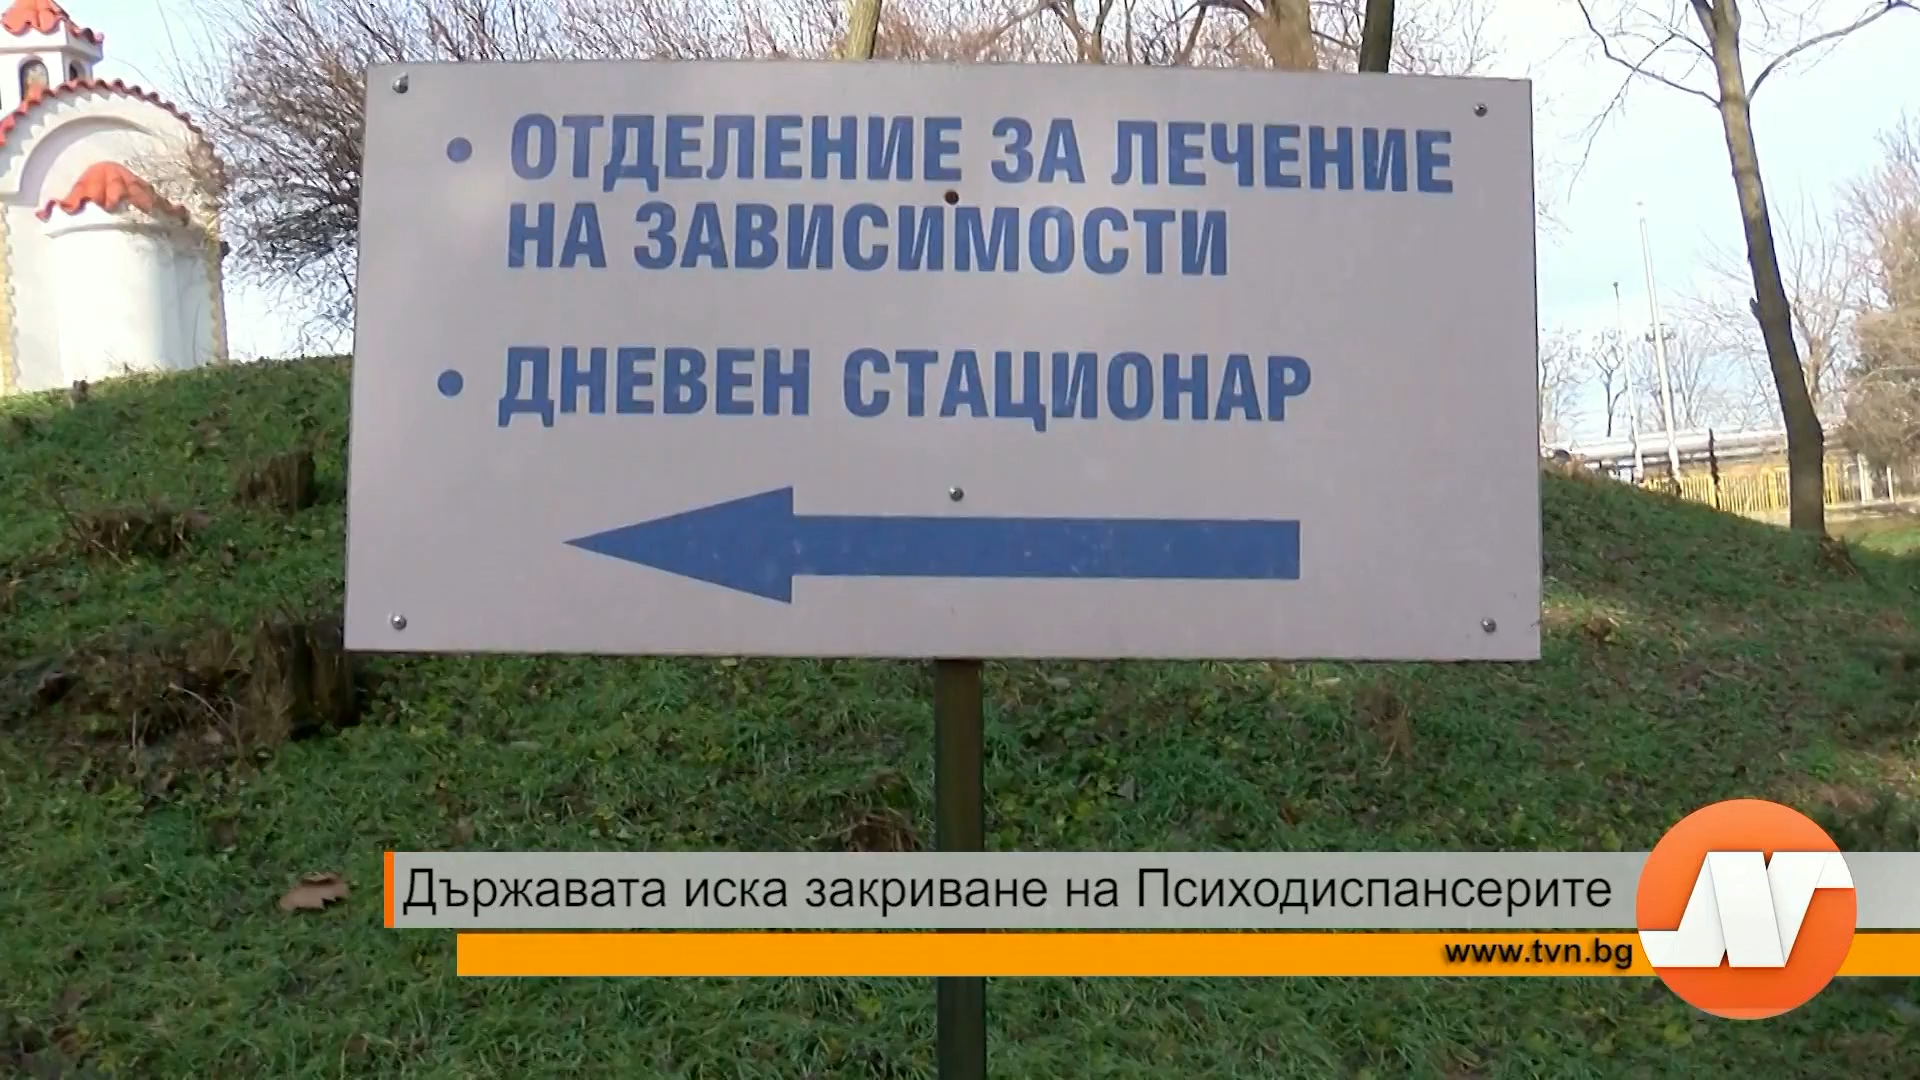 • ОТДЕЛЕНИЕ ЗА ЛЕЧЕНИЕ
НА ЗАВИСИМОСТИ
• ДНЕВЕН СТАЦИОНАР
Държавата иска закриване на Психодиспансерите
www.tvn.bg